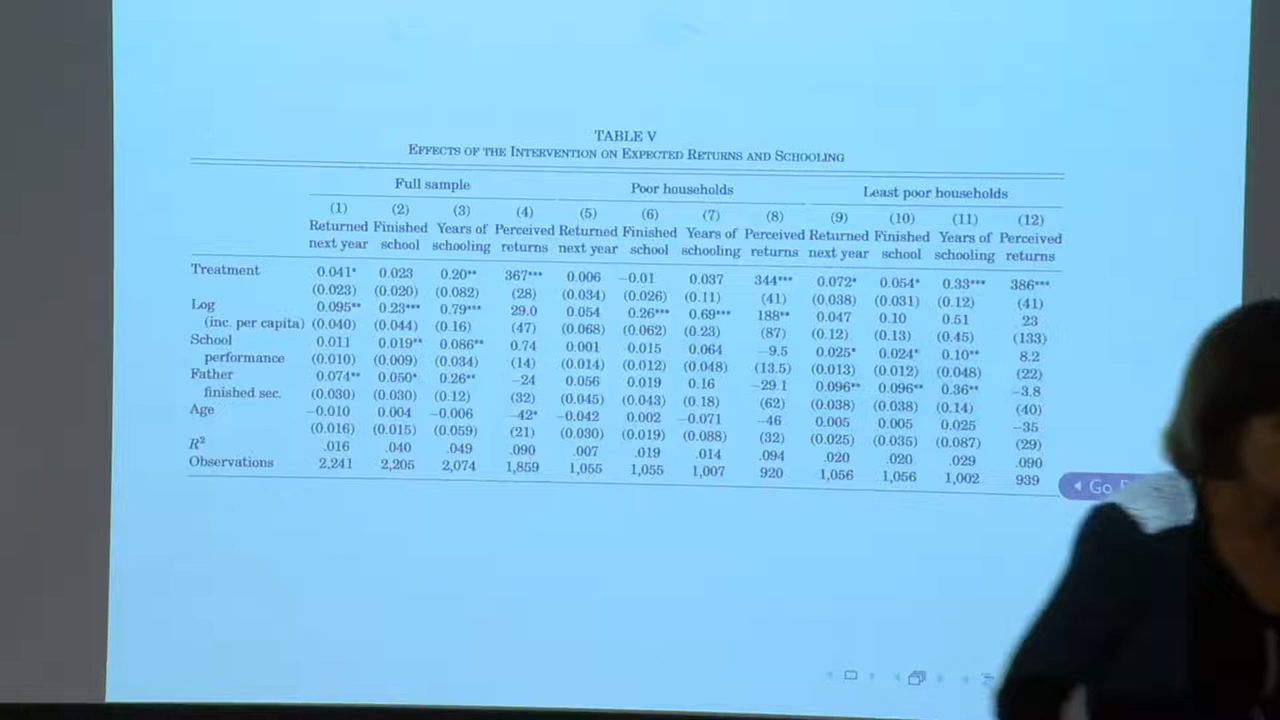 TABLE V
EFFECTS OF THE INTERVENTION ON EXPECTED RETURNS AND SCHOOLING
Full sample Poor households Least poor households
(1) (2) (3) (4) (5) (6) (7) (8) (9) (10) (11) (12)
Returned Finished Years of Perceived Returned Finished Years of Perceived Returned Finished Years of Perceived
next year school schooling returns next year school schooling returns next year school schooling returns
Treatment 0.041* 0.023 0.20** 367*** 0.006 −0.01 0.037 344*** 0.072* 0.054* 0.33*** 386***
(0.023) (0.020) (0.082) (28) (0.034) (0.026) (0.11) (41) (0.038) (0.031) (0.12) (41)
Log 0.095** 0.23*** 0.79*** 29.0 0.054 0.26*** 0.69*** 188** 0.047 0.10 0.51 23
(inc. per capita) (0.040) (0.044) (0.16) (47) (0.068) (0.062) (0.23) (87) (0.12) (0.13) (0.45) (133)
School 0.011 0.019** 0.086** 0.74 0.001 0.015 0.064 −9.5 0.025* 0.024* 0.10** 8.2
performance (0.010) (0.009) (0.034) (14) (0.014) (0.012) (0.048) (13.5) (0.013) (0.012) (0.048) (22)
Father 0.074** 0.050* 0.26** −24 0.056 0.019 0.16 −29.1 0.096** 0.096** 0.36** −3.8
finished sec. (0.030) (0.030) (0.12) (32) (0.045) (0.043) (0.18) (62) (0.038) (0.038) (0.14) (40)
Age −0.010 0.004 −0.006 −42* −0.042 0.002 −0.071 −46 0.005 0.005 0.025 −35
(0.016) (0.015) (0.059) (21) (0.030) (0.019) (0.088) (32) (0.025) (0.035) (0.087) (29)
R² .016 .040 .049 .090 .007 .019 .014 .094 .020 .020 .029 .090
Observations 2,241 2,205 2,074 1,859 1,055 1,055 1,007 920 1,056 1,056 1,002 939
Go